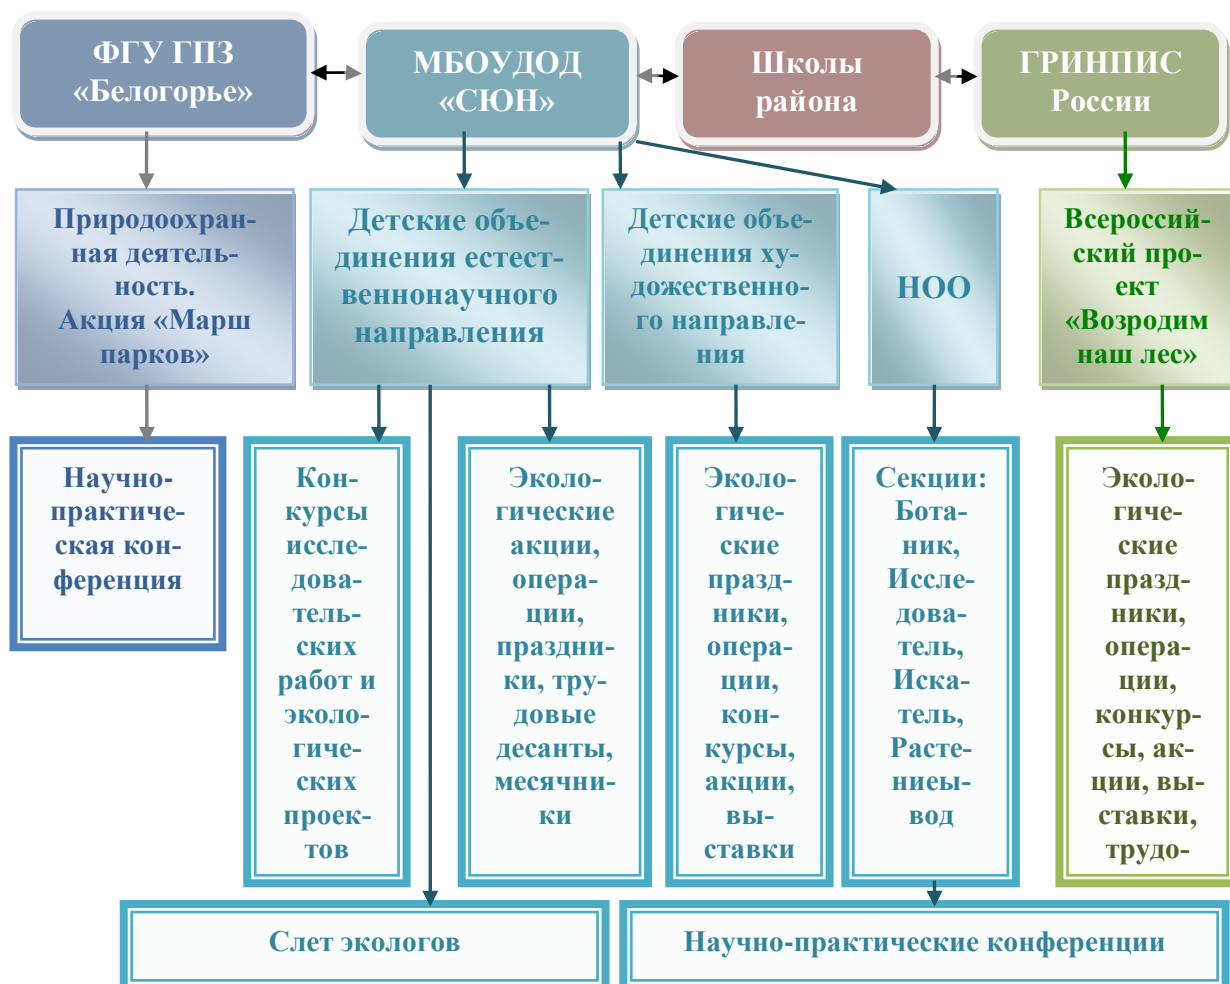 ФГУ ГПЗ
«Белогорье»
МБОУДОД
«СЮН»
Школы
района
ГРИНПИС
России
Природоохран-
ная деятель-
ность.
Акция «Марш
парков»
Детские объе-
динения естест-
веннонаучного
направления
Детские объе-
динения ху-
дожественно-
го направле-
ния
НОО
Всероссий-
ский про-
ект
«Возродим
наш лес»
Научно-
практиче-
ская кон-
ференция
Кон-
курсы
иссле-
дова-
тель-
ских
работ и
эколо-
гиче-
ских
проек-
тов
Эколо-
гические
акции,
опера-
ции,
праздни-
ки, тру-
довые
десанты,
месячни-
ки
Эколо-
гиче-
ские
празд-
ники,
опера-
ции,
кон-
курсы,
акции,
вы-
ставки
Секции:
Бота-
ник,
Иссле-
дова-
тель,
Иска-
тель,
Расте-
ниеы-
вод
Эколо-
гиче-
ские
празд-
ники,
опера-
ции,
конкур-
сы, ак-
ции, вы-
ставки,
трудо-
Слет экологов
Научно-практические конференции